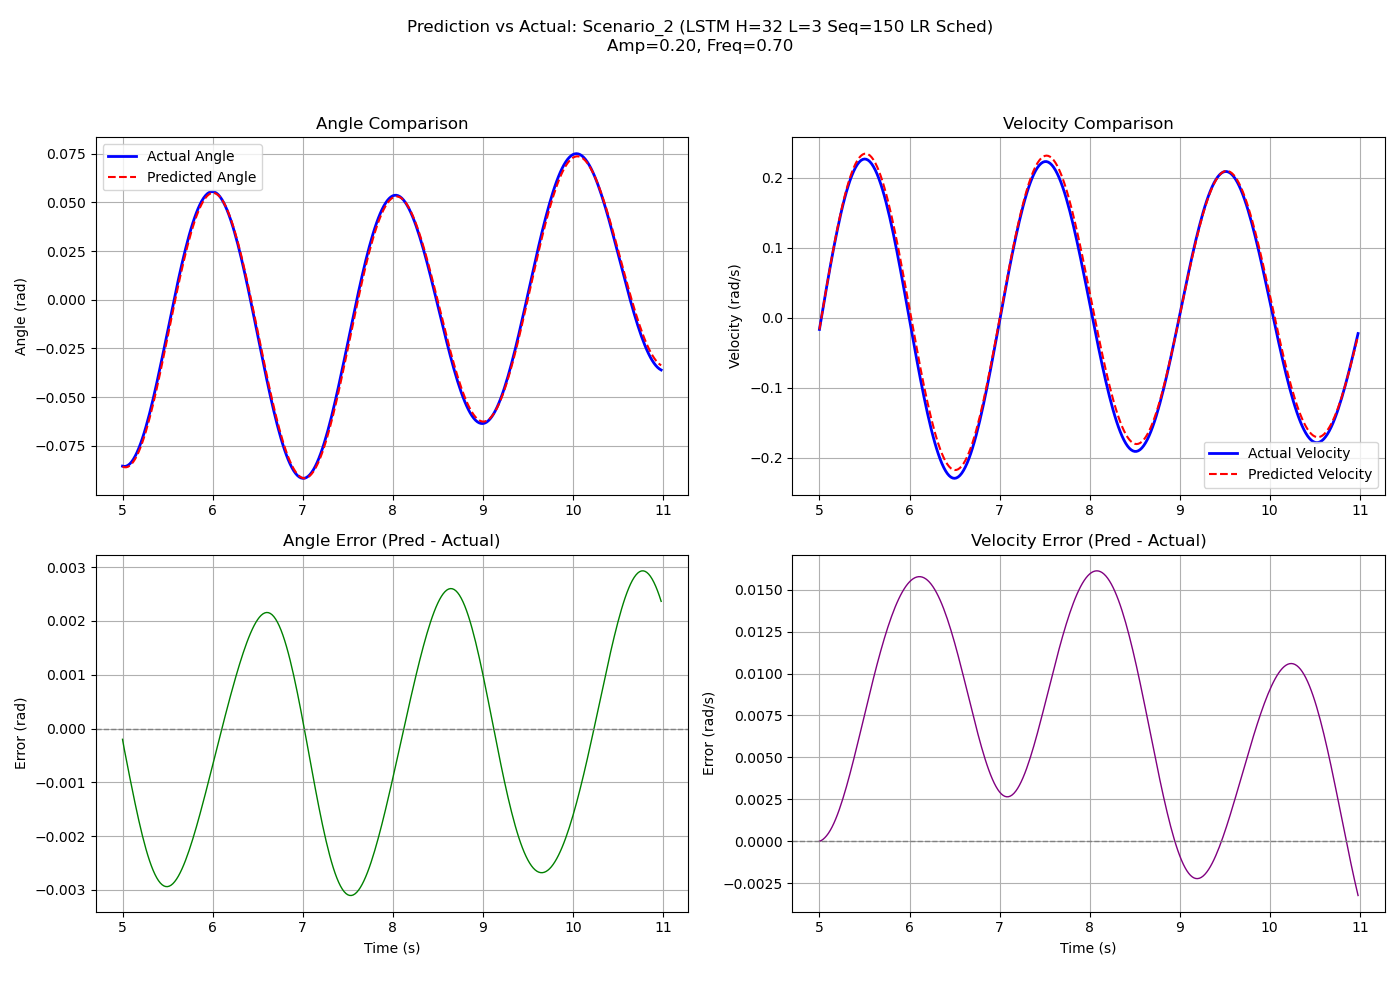 Prediction vs Actual: Scenario_2 (LSTM H=32 L=3 Seq=150 LR Sched)
Amp=0.20, Freq=0.70
Angle Comparison
Angle (rad)
0.075
0.050
0.025
0.000
−0.025
−0.050
−0.075
Actual Angle
Predicted Angle
5 6 7 8 9 10 11
Velocity Comparison
Velocity (rad/s)
0.2
0.1
0.0
−0.1
−0.2
Actual Velocity
Predicted Velocity
5 6 7 8 9 10 11
Angle Error (Pred - Actual)
Error (rad)
0.003
0.002
0.001
0.000
−0.001
−0.002
−0.003
5 6 7 8 9 10 11
Time (s)
Velocity Error (Pred - Actual)
Error (rad/s)
0.0150
0.0125
0.0100
0.0075
0.0050
0.0025
0.0000
−0.0025
5 6 7 8 9 10 11
Time (s)